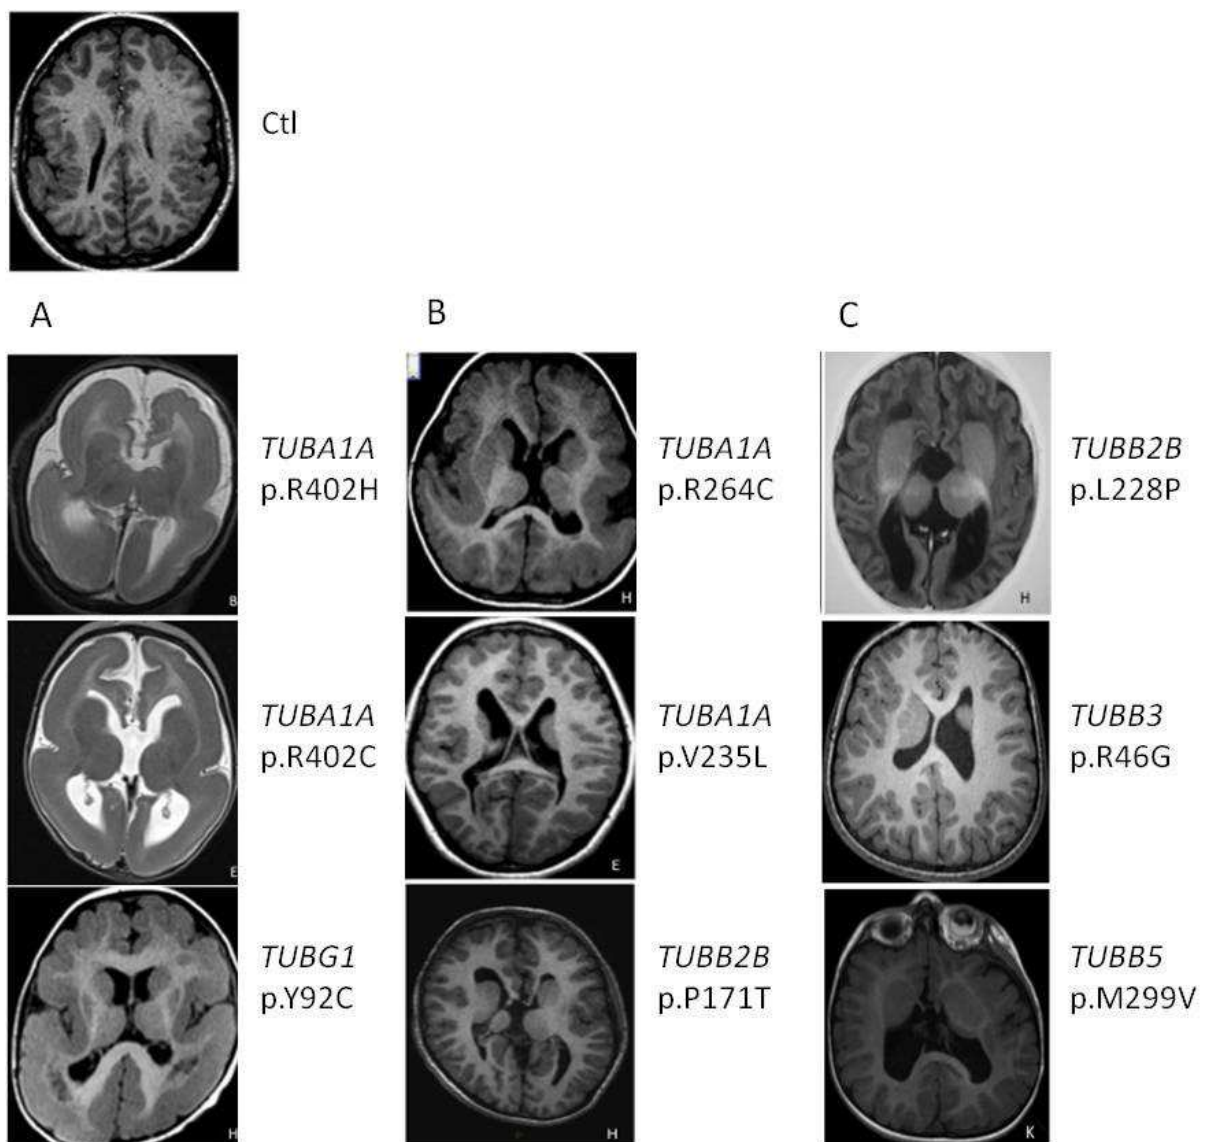 Ctl
A
B
C
TUBA1A
p.R402H
B
TUBA1A
p.R264C
H
TUBB2B
p.L228P
H
TUBA1A
p.R402C
E
TUBA1A
p.V235L
E
TUBB3
p.R46G
TUBG1
p.Y92C
H
TUBB2B
p.P171T
H
TUBB5
p.M299V
K